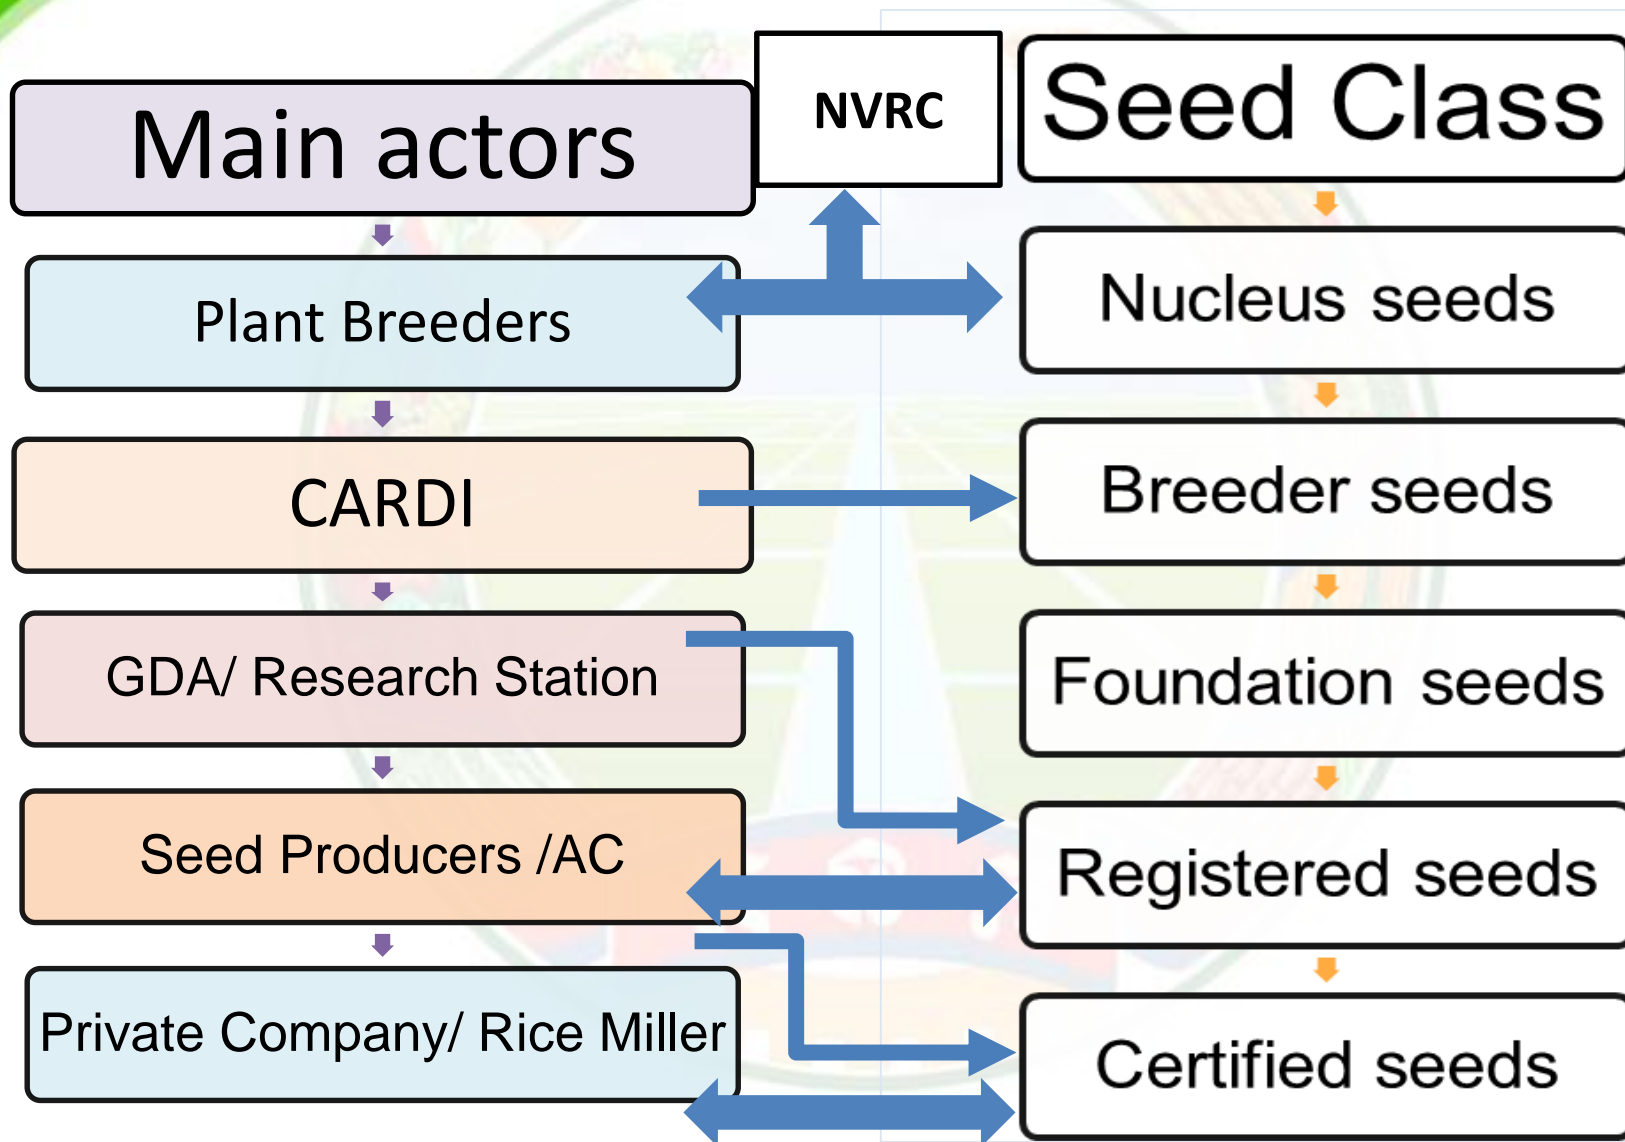 Main actors
NVRC
Seed Class
Plant Breeders
Nucleus seeds
CARDI
Breeder seeds
GDA/ Research Station
Foundation seeds
Seed Producers /AC
Registered seeds
Private Company/ Rice Miller
Certified seeds